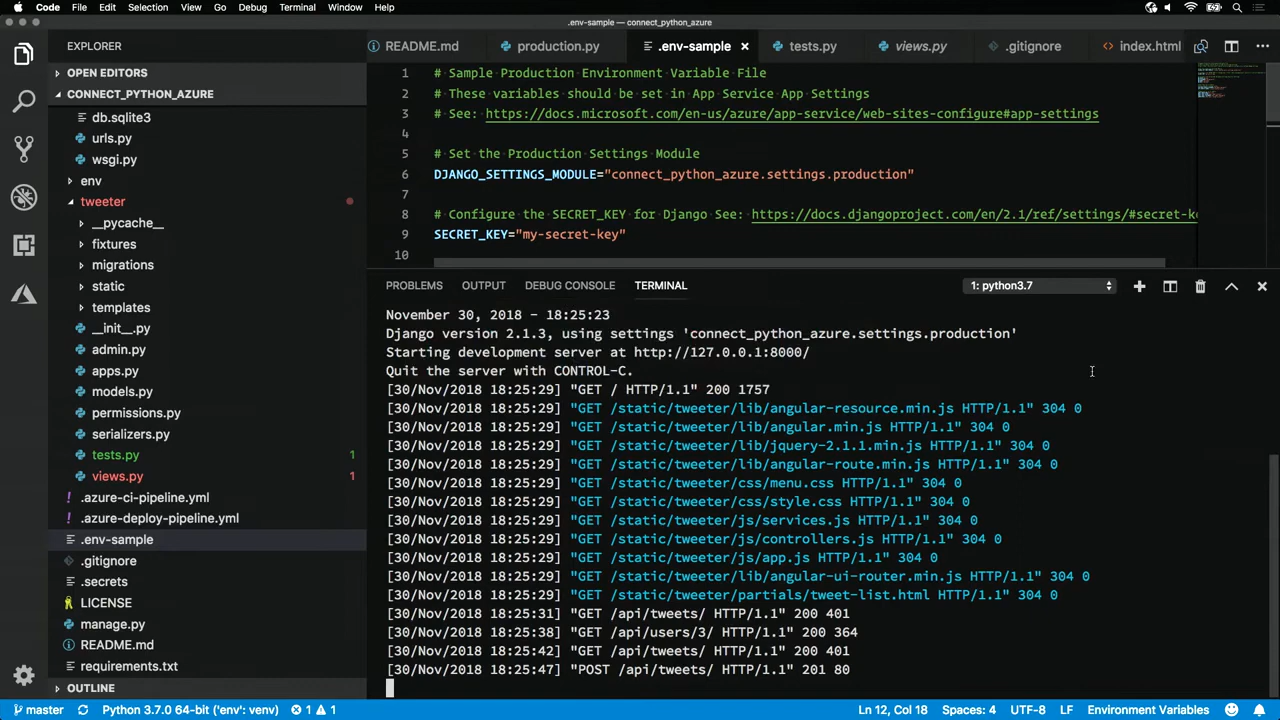 Code File Edit Selection View Go Debug Terminal Window Help
.env-sample — connect_python_azure
EXPLORER
OPEN EDITORS
CONNECT_PYTHON_AZURE
db.sqlite3
urls.py
wsgi.py
env
tweeter
__pycache__
fixtures
migrations
static
templates
__init__.py
admin.py
apps.py
models.py
permissions.py
serializers.py
tests.py 1
views.py 1
.azure-ci-pipeline.yml
.azure-deploy-pipeline.yml
.env-sample
.gitignore
.secrets
LICENSE
manage.py
README.md
requirements.txt
OUTLINE
README.md production.py .env-sample tests.py views.py .gitignore index.html
1 # Sample Production Environment Variable File
2 # These variables should be set in App Service App Settings
3 # See: https://docs.microsoft.com/en-us/azure/app-service/web-sites-configure#app-settings
4
5 # Set the Production Settings Module
6 DJANGO_SETTINGS_MODULE="connect_python_azure.settings.production"
7
8 # Configure the SECRET_KEY for Django See: https://docs.djangoproject.com/en/2.1/ref/settings/#secret-k
9 SECRET_KEY="my-secret-key"
10
PROBLEMS OUTPUT DEBUG CONSOLE TERMINAL 1: python3.7
November 30, 2018 - 18:25:23
Django version 2.1.3, using settings 'connect_python_azure.settings.production'
Starting development server at http://127.0.0.1:8000/
Quit the server with CONTROL-C.
[30/Nov/2018 18:25:29] "GET / HTTP/1.1" 200 1757
[30/Nov/2018 18:25:29] "GET /static/tweeter/lib/angular-resource.min.js HTTP/1.1" 304 0
[30/Nov/2018 18:25:29] "GET /static/tweeter/lib/angular.min.js HTTP/1.1" 304 0
[30/Nov/2018 18:25:29] "GET /static/tweeter/lib/jquery-2.1.1.min.js HTTP/1.1" 304 0
[30/Nov/2018 18:25:29] "GET /static/tweeter/lib/angular-route.min.js HTTP/1.1" 304 0
[30/Nov/2018 18:25:29] "GET /static/tweeter/css/menu.css HTTP/1.1" 304 0
[30/Nov/2018 18:25:29] "GET /static/tweeter/css/style.css HTTP/1.1" 304 0
[30/Nov/2018 18:25:29] "GET /static/tweeter/js/services.js HTTP/1.1" 304 0
[30/Nov/2018 18:25:29] "GET /static/tweeter/js/controllers.js HTTP/1.1" 304 0
[30/Nov/2018 18:25:29] "GET /static/tweeter/js/app.js HTTP/1.1" 304 0
[30/Nov/2018 18:25:29] "GET /static/tweeter/lib/angular-ui-router.min.js HTTP/1.1" 304 0
[30/Nov/2018 18:25:29] "GET /static/tweeter/partials/tweet-list.html HTTP/1.1" 304 0
[30/Nov/2018 18:25:31] "GET /api/tweets/ HTTP/1.1" 200 401
[30/Nov/2018 18:25:38] "GET /api/users/3/ HTTP/1.1" 200 364
[30/Nov/2018 18:25:42] "GET /api/tweets/ HTTP/1.1" 200 401
[30/Nov/2018 18:25:47] "POST /api/tweets/ HTTP/1.1" 201 80
master Python 3.7.0 64-bit ('env': venv) 1 1 Ln 12, Col 18 Spaces: 4 UTF-8 LF Environment Variables